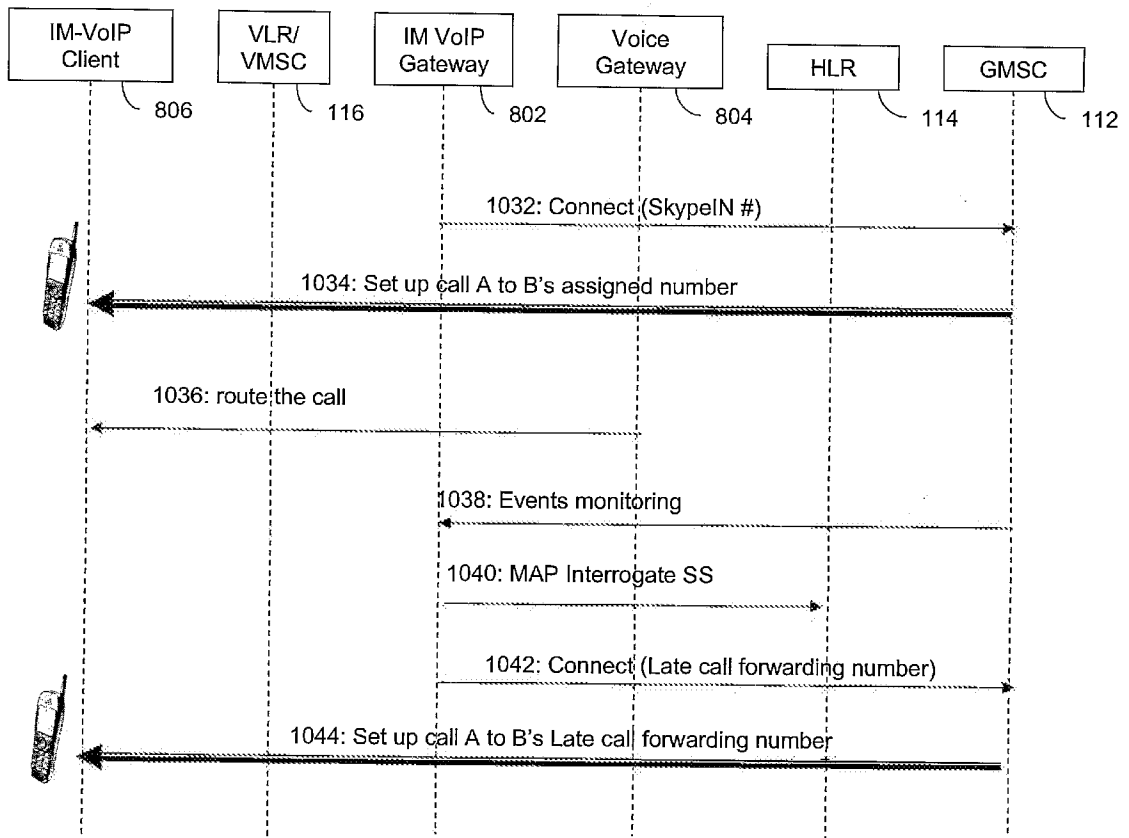 IM-VoIP
Client
806
VLR/
VMSC
116
IM VoIP
Gateway
802
Voice
Gateway
804
HLR
114
GMSC
112
1032: Connect (SkypeIN #)
1034: Set up call A to B's assigned number
1036: route the call
1038: Events monitoring
1040: MAP Interrogate SS
1042: Connect (Late call forwarding number)
1044: Set up call A to B's Late call forwarding number